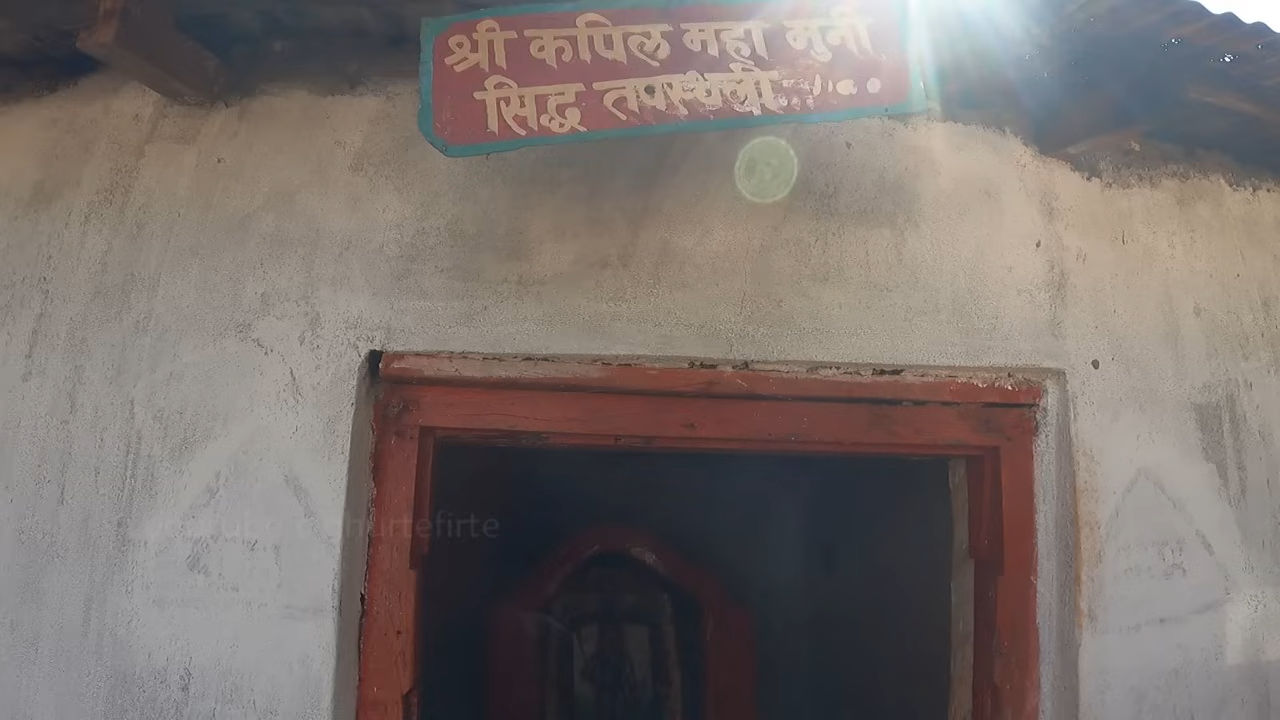 श्री कपिल महा मुनी
सिद्ध तपस्थली